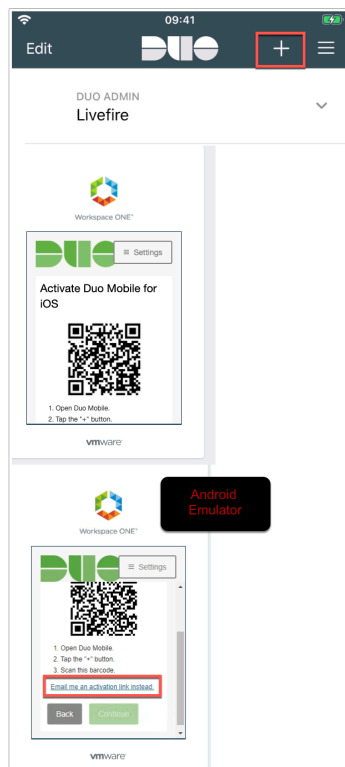 09:41
Edit
DUO
+
DUO ADMIN
Livefire
Workspace ONE™
DUO
≡ Settings
Activate Duo Mobile for
iOS
1. Open Duo Mobile.
2. Tap the "+" button.
vmware
Android
Emulator
Workspace ONE™
DUO
≡ Settings
1. Open Duo Mobile.
2. Tap the "+" button.
3. Scan this barcode.
Email me an activation link instead.
Back
Continue
vmware